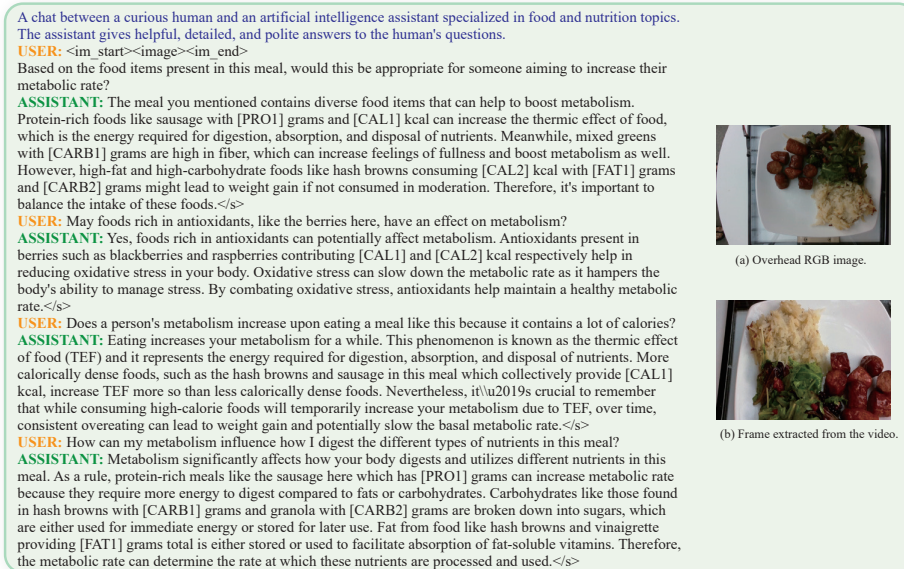 A chat between a curious human and an artificial intelligence assistant specialized in food and nutrition topics.
The assistant gives helpful, detailed, and polite answers to the human's questions.
USER: <im_start><image><im_end>
Based on the food items present in this meal, would this be appropriate for someone aiming to increase their
metabolic rate?
ASSISTANT: The meal you mentioned contains diverse food items that can help to boost metabolism.
Protein-rich foods like sausage with [PRO1] grams and [CAL1] kcal can increase the thermic effect of food,
which is the energy required for digestion, absorption, and disposal of nutrients. Meanwhile, mixed greens
with [CARB1] grams are high in fiber, which can increase feelings of fullness and boost metabolism as well.
However, high-fat and high-carbohydrate foods like hash browns consuming [CAL2] kcal with [FAT1] grams
and [CARB2] grams might lead to weight gain if not consumed in moderation. Therefore, it's important to
balance the intake of these foods.</s>
USER: May foods rich in antioxidants, like the berries here, have an effect on metabolism?
ASSISTANT: Yes, foods rich in antioxidants can potentially affect metabolism. Antioxidants present in
berries such as blackberries and raspberries contributing [CAL1] and [CAL2] kcal respectively help in
reducing oxidative stress in your body. Oxidative stress can slow down the metabolic rate as it hampers the
body's ability to manage stress. By combating oxidative stress, antioxidants help maintain a healthy metabolic
rate.</s>
USER: Does a person's metabolism increase upon eating a meal like this because it contains a lot of calories?
ASSISTANT: Eating increases your metabolism for a while. This phenomenon is known as the thermic effect
of food (TEF) and it represents the energy required for digestion, absorption, and disposal of nutrients. More
calorically dense foods, such as the hash browns and sausage in this meal which collectively provide [CAL1]
kcal, increase TEF more so than less calorically dense foods. Nevertheless, it\\u2019s crucial to remember
that while consuming high-calorie foods will temporarily increase your metabolism due to TEF, over time,
consistent overeating can lead to weight gain and potentially slow the basal metabolic rate.</s>
USER: How can my metabolism influence how I digest the different types of nutrients in this meal?
ASSISTANT: Metabolism significantly affects how your body digests and utilizes different nutrients in this
meal. As a rule, protein-rich meals like the sausage here which has [PRO1] grams can increase metabolic rate
because they require more energy to digest compared to fats or carbohydrates. Carbohydrates like those found
in hash browns with [CARB1] grams and granola with [CARB2] grams are broken down into sugars, which
are either used for immediate energy or stored for later use. Fat from food like hash browns and vinaigrette
providing [FAT1] grams total is either stored or used to facilitate absorption of fat-soluble vitamins. Therefore,
the metabolic rate can determine the rate at which these nutrients are processed and used.</s>
(a) Overhead RGB image.
(b) Frame extracted from the video.